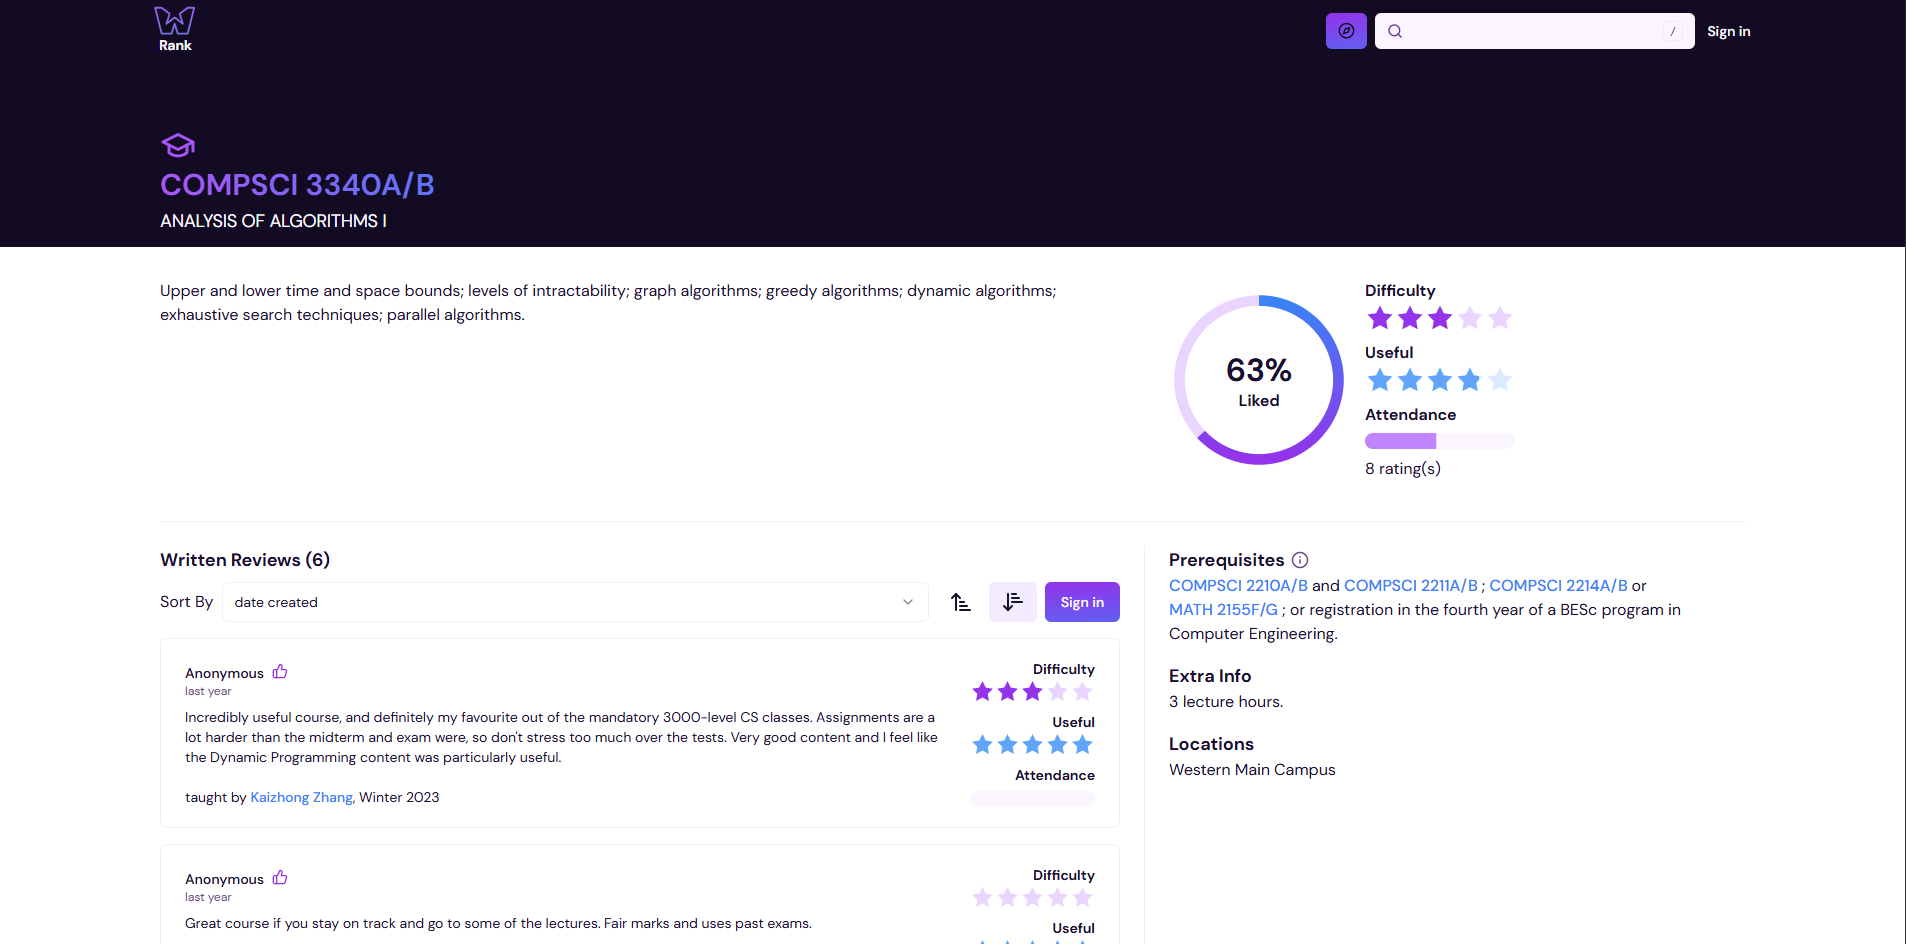 Rank
/
Sign in
COMPSCI 3340A/B
ANALYSIS OF ALGORITHMS I
Upper and lower time and space bounds; levels of intractability; graph algorithms; greedy algorithms; dynamic algorithms;
exhaustive search techniques; parallel algorithms.
63%
Liked
Difficulty
Useful
Attendance
8 rating(s)
Written Reviews (6)
Sort By
date created
Sign in
Anonymous
last year
Incredibly useful course, and definitely my favourite out of the mandatory 3000-level CS classes. Assignments are a
lot harder than the midterm and exam were, so don't stress too much over the tests. Very good content and I feel like
the Dynamic Programming content was particularly useful.
taught by Kaizhong Zhang, Winter 2023
Difficulty
Useful
Attendance
Anonymous
last year
Great course if you stay on track and go to some of the lectures. Fair marks and uses past exams.
Difficulty
Useful
Prerequisites
COMPSCI 2210A/B and COMPSCI 2211A/B ; COMPSCI 2214A/B or
MATH 2155F/G ; or registration in the fourth year of a BESc program in
Computer Engineering.
Extra Info
3 lecture hours.
Locations
Western Main Campus